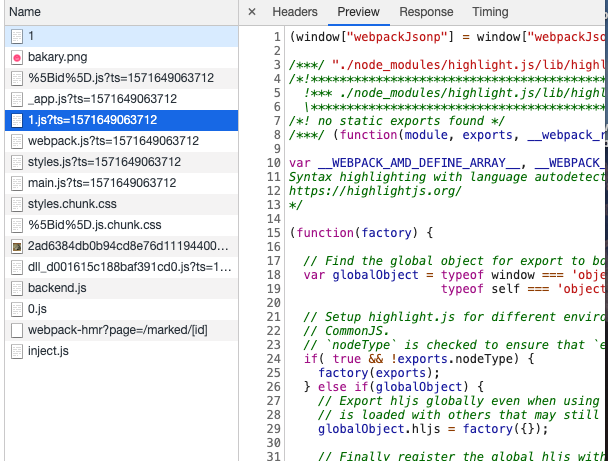 Name
1
bakary.png
%5Bid%5D.js?ts=1571649063712
_app.js?ts=1571649063712
1.js?ts=1571649063712
webpack.js?ts=1571649063712
styles.js?ts=1571649063712
main.js?ts=1571649063712
styles.chunk.css
%5Bid%5D.js.chunk.css
2ad6384db0b94cd8e76d11194400…
dll_d001615c188baf391cd0.js?ts=1…
backend.js
0.js
webpack-hmr?page=/marked/[id]
inject.js
× Headers Preview Response Timing
1 (window["webpackJsonp"] = window["webpackJso
2
3 /***/ "./node_modules/highlight.js/lib/highl
4 /*!****************************************
5 !*** ./node_modules/highlight.js/lib/highl
6 \****************************************
7 /*! no static exports found */
8 /***/ (function(module, exports, __webpack_r
9
10 var __WEBPACK_AMD_DEFINE_ARRAY__, __WEBPACK_
11 Syntax highlighting with language autodetect
12 https://highlightjs.org/
13 */
14
15 (function(factory) {
16
17 // Find the global object for export to bo
18 var globalObject = typeof window === 'obje
19 typeof self === 'object
20
21 // Setup highlight.js for different enviro
22 // CommonJS.
23 // `nodeType` is checked to ensure that `e
24 if( true && !exports.nodeType) {
25 factory(exports);
26 } else if(globalObject) {
27 // Export hljs globally even when using
28 // is loaded with others that may still
29 globalObject.hljs = factory({});
30
31 // Finally register the global hljs with